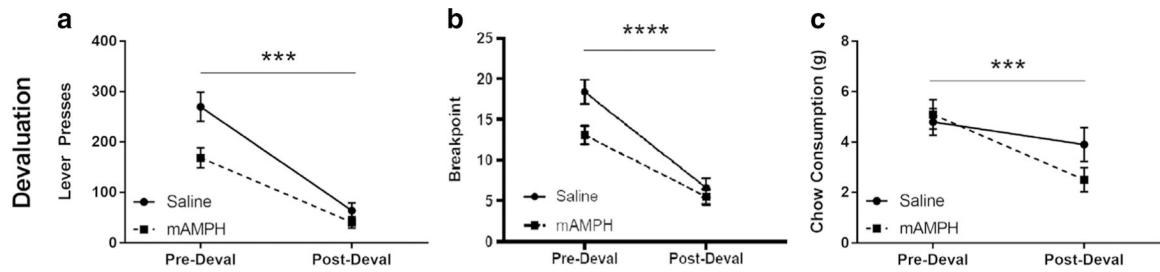 Devaluation
a
Lever Presses
400
300
200
100
0
***
Saline
mAMPH
Pre-Deval Post-Deval
b
Breakpoint
25
20
15
10
5
0
****
Saline
mAMPH
Pre-Deval Post-Deval
c
Chow Consumption (g)
8
6
4
2
0
***
Saline
mAMPH
Pre-Deval Post-Deval